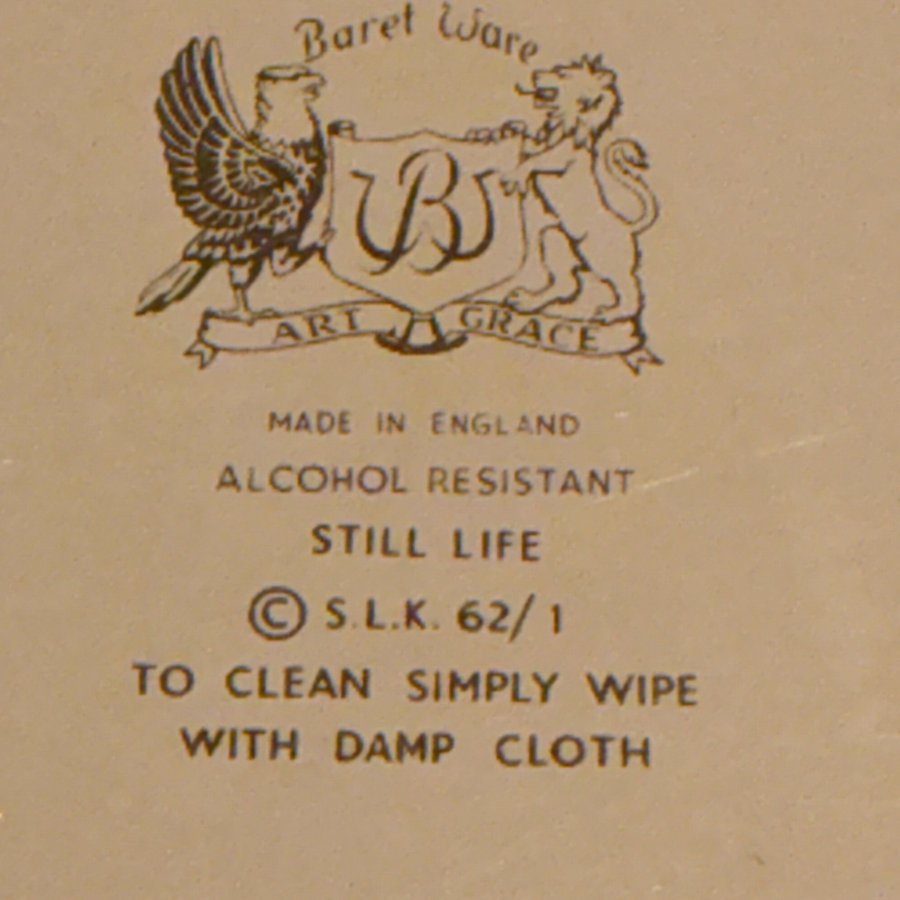 Baret Ware
BW
ART GRACE
MADE IN ENGLAND
ALCOHOL RESISTANT
STILL LIFE
© S.L.K. 62/1
TO CLEAN SIMPLY WIPE
WITH DAMP CLOTH